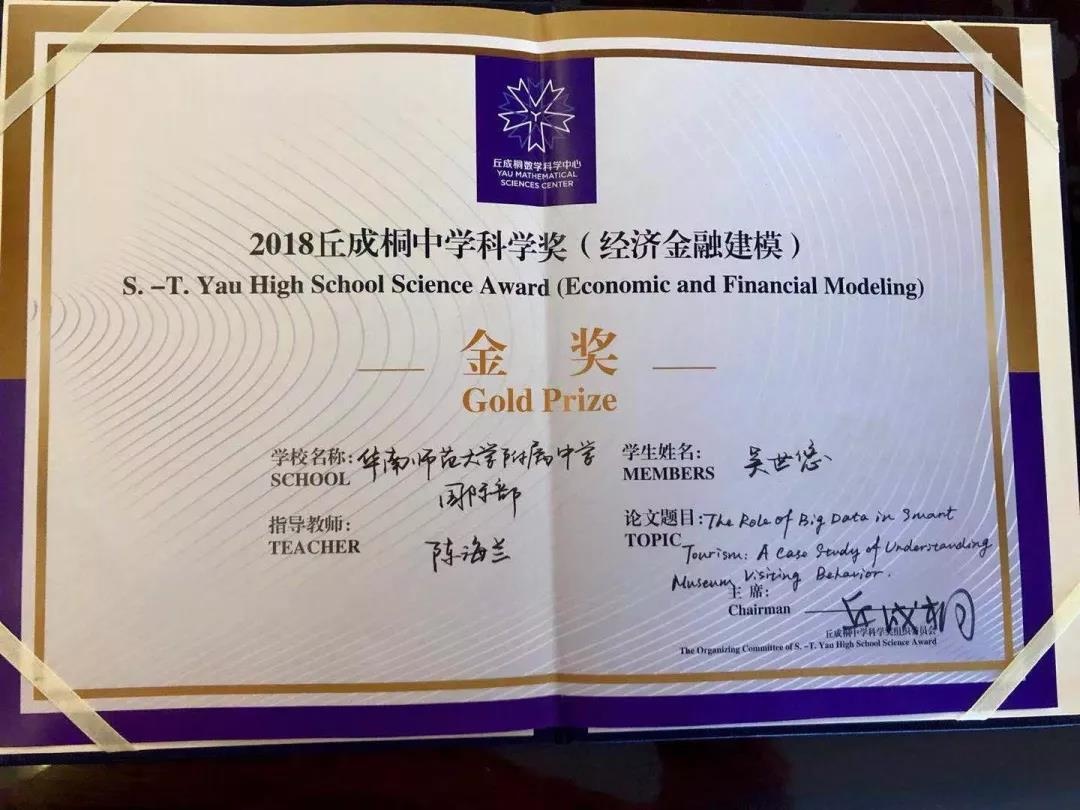 丘成桐数学科学中心
YAU MATHEMATICAL
SCIENCES CENTER
2018丘成桐中学科学奖（经济金融建模）
S. -T. Yau High School Science Award (Economic and Financial Modeling)
金 奖
Gold Prize
学校名称：华南师范大学附属中学
SCHOOL 国际部
指导教师：
TEACHER 陈海兰
学生姓名：吴世悠
MEMBERS
论文题目：The Role of Big Data in Smart
TOPIC Tourism: A Case Study of Understanding
Museum Visiting Behavior.
主 席：
Chairman 丘成桐
丘成桐中学科学奖组织委员会
The Organizing Committee of S. -T. Yau High School Science Award